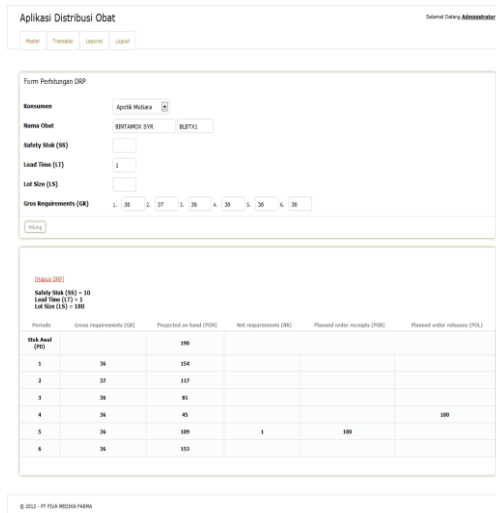 Aplikasi Distribusi Obat
Selamat Datang Administrator
Master Transaksi Laporan Logout
Form Perhitungan DRP
Konsumen Apotik Mutiara
Nama Obat BINTAMOX SYR BLBTX1
Safety Stok (SS)
Lead Time (LT) 1
Lot Size (LS)
Gros Requirements (GR) 1. 36 2. 37 3. 36 4. 36 5. 36 6. 36
Hitung
[Hapus DRP]
Safety Stok (SS) = 10
Lead Time (LT) = 1
Lot Size (LS) = 180
Periode Gross requirements (GR) Projected on hand (POH) Net requirements (NR) Planned order receipts (POR) Planned order releases (POL)
Stok Awal (PD) 190
1 36 154
2 37 117
3 36 81
4 36 45 180
5 36 189 1 180
6 36 153
© 2012 - PT FIVA MEDIKA FARMA